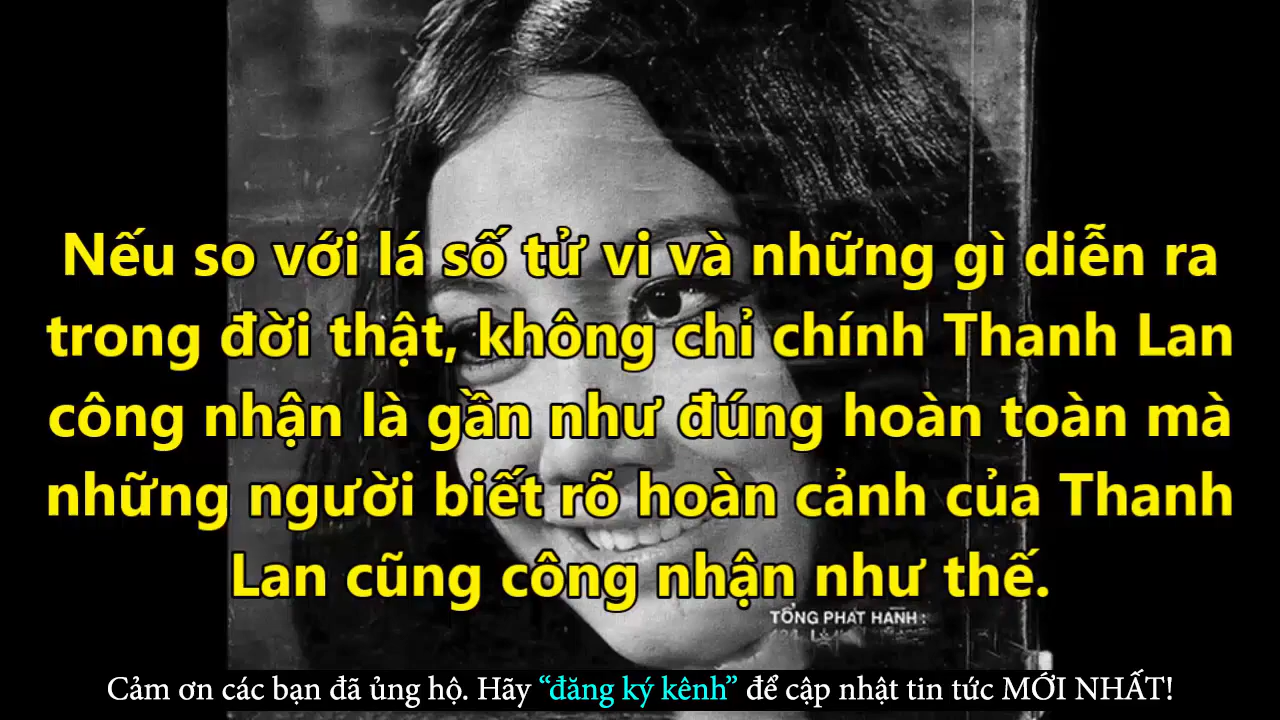 Nếu so với lá số tử vi và những gì diễn ra
trong đời thật, không chỉ chính Thanh Lan
công nhận là gần như đúng hoàn toàn mà
những người biết rõ hoàn cảnh của Thanh
Lan cũng công nhận như thế.
TỔNG PHÁT HÀNH :
Cảm ơn các bạn đã ủng hộ. Hãy “đăng ký kênh” để cập nhật tin tức MỚI NHẤT!